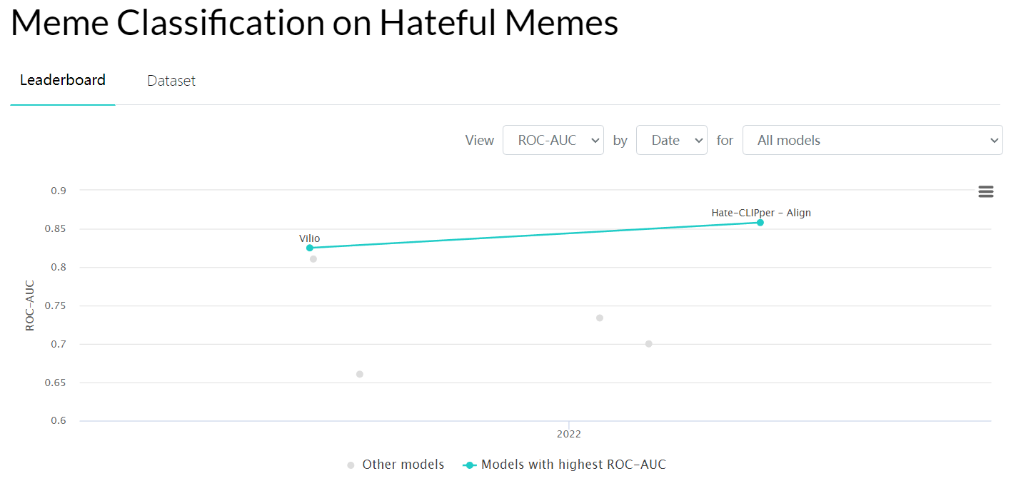 Meme Classification on Hateful Memes
Leaderboard Dataset
View ROC-AUC by Date for All models
0.9
Hate-CLIPper - Align
0.85
Vilio
0.8
0.75
ROC-AUC
0.7
0.65
0.6
2022
Other models Models with highest ROC-AUC